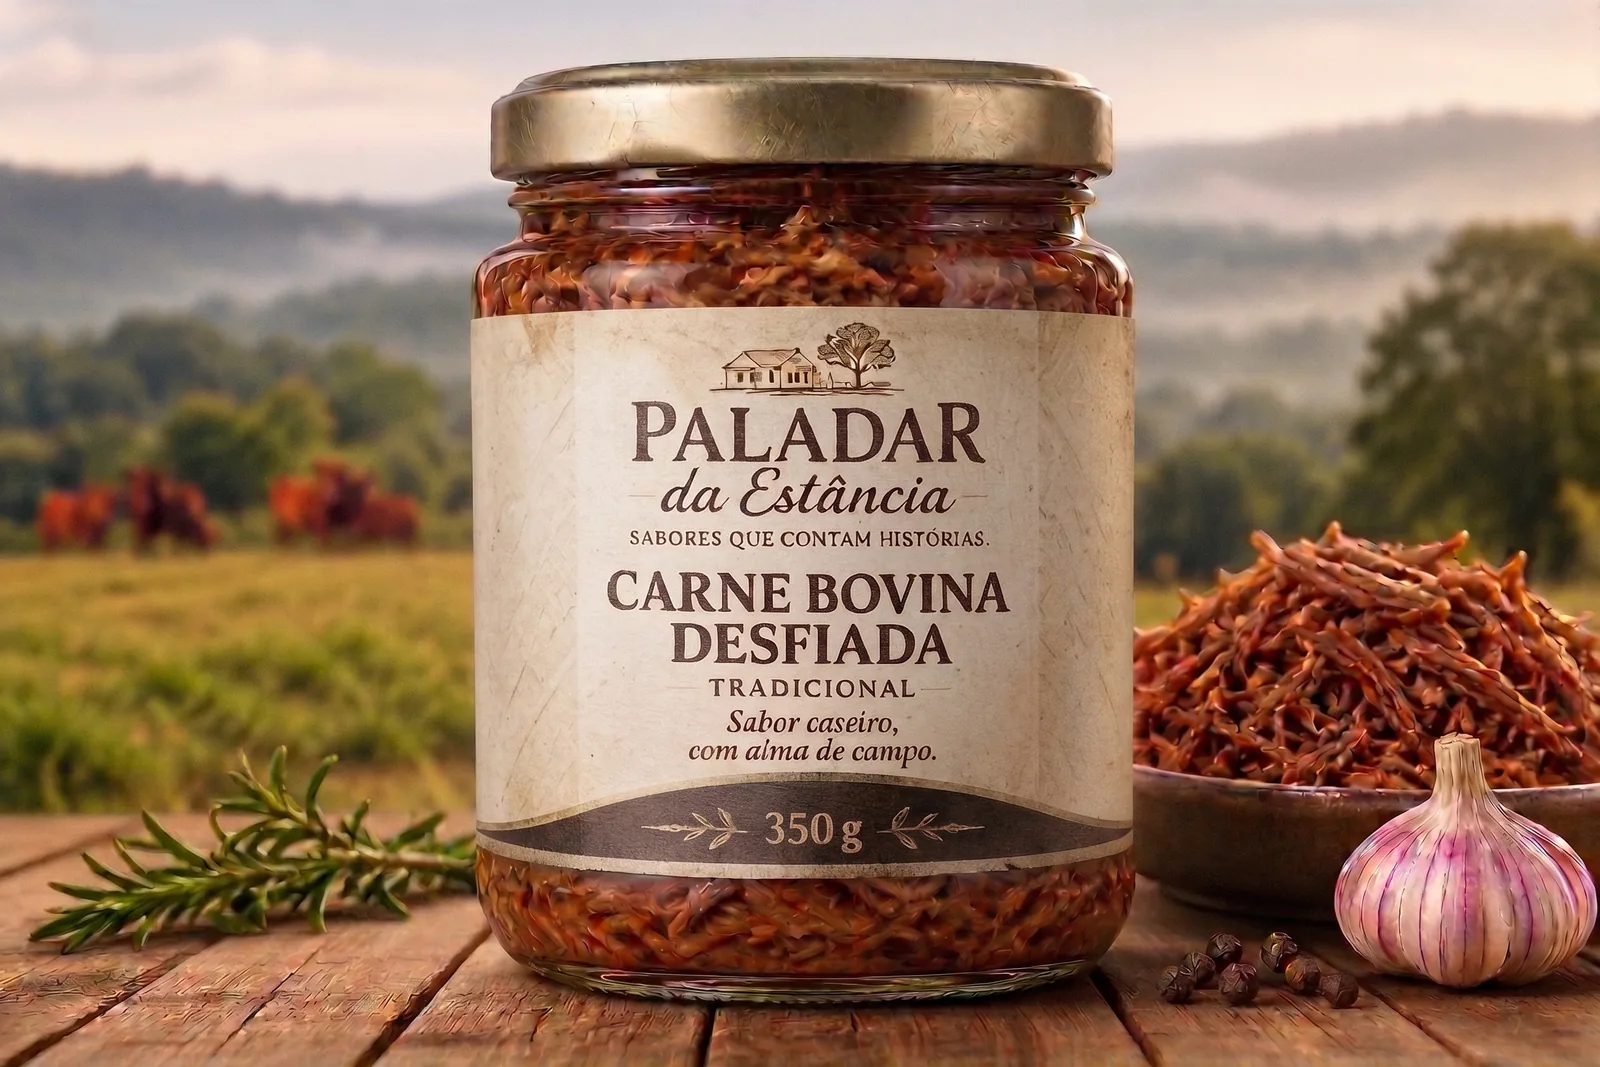 PALADAR
da Estância
SABORES QUE CONTAM HISTÓRIAS.
CARNE BOVINA
DESFIADA
TRADICIONAL
Sabor caseiro,
com alma de campo.
350 g